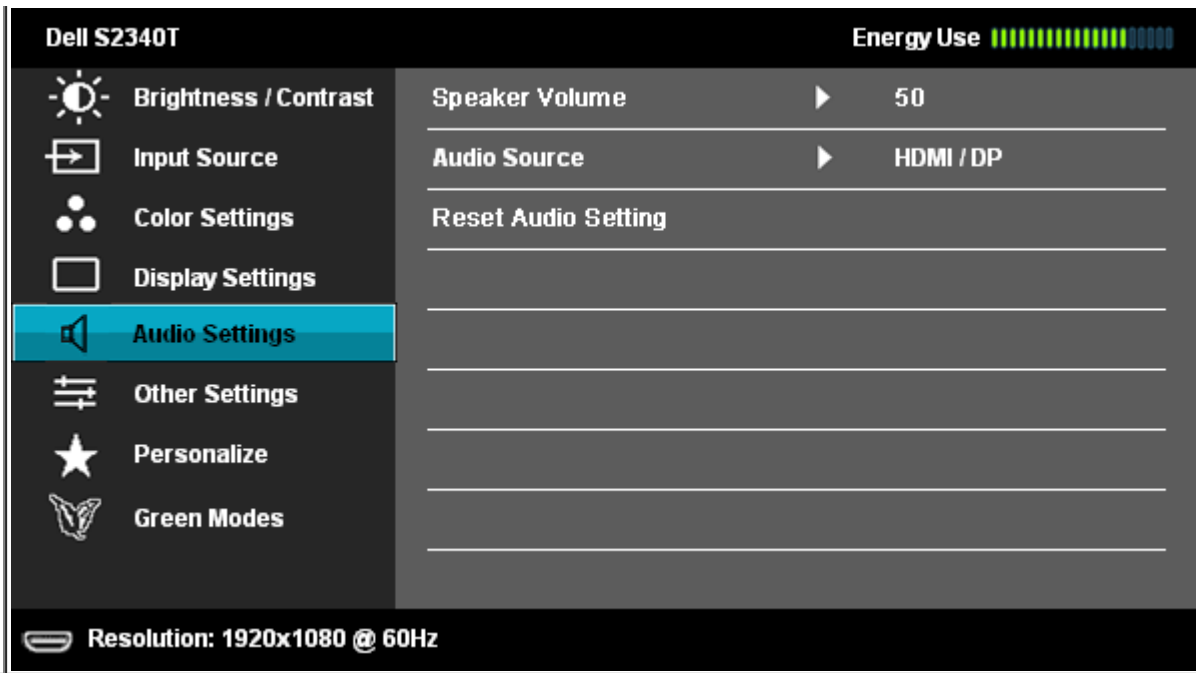 Dell S2340T Energy Use
Brightness / Contrast Speaker Volume 50
Input Source Audio Source HDMI / DP
Color Settings Reset Audio Setting
Display Settings
Audio Settings
Other Settings
Personalize
Green Modes
Resolution: 1920x1080 @ 60Hz